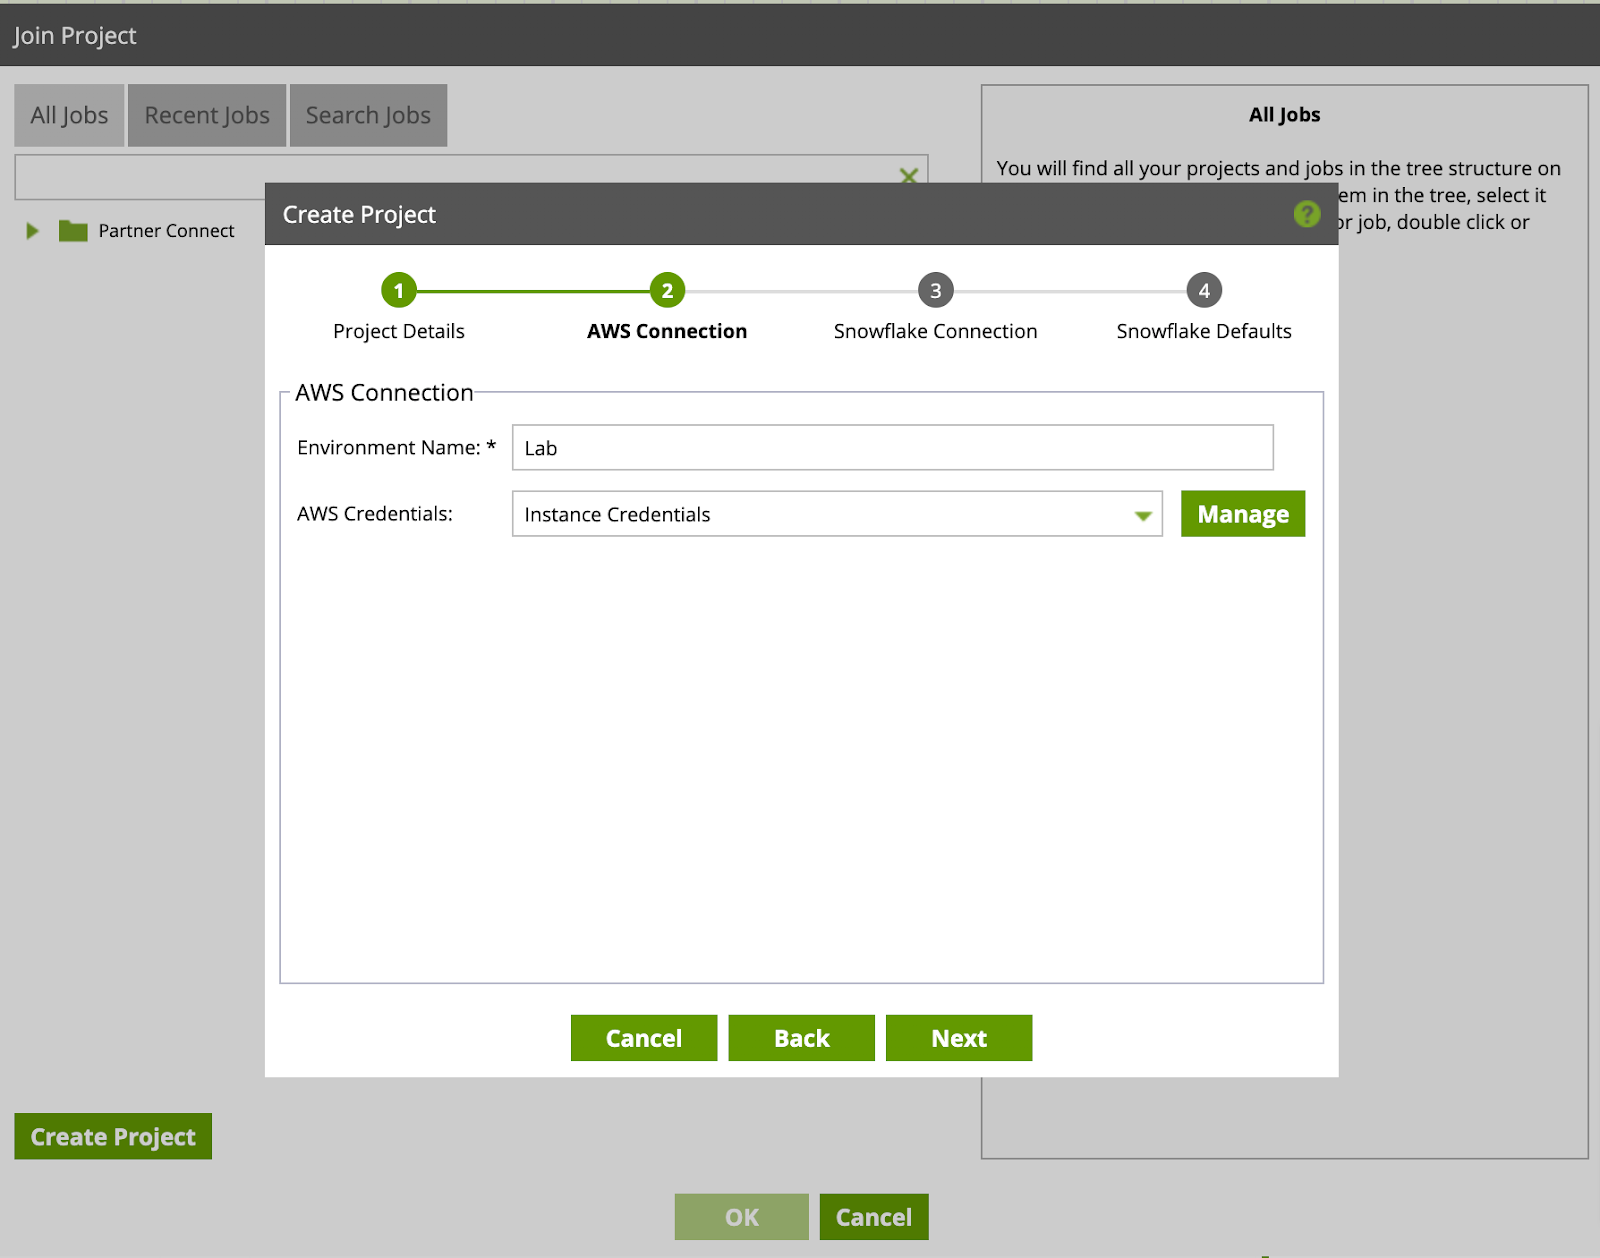 Join Project
All Jobs
Recent Jobs
Search Jobs
Partner Connect
All Jobs
You will find all your projects and jobs in the tree structure on
em in the tree, select it
or job, double click or
Create Project
?
1
2
3
4
Project Details
AWS Connection
Snowflake Connection
Snowflake Defaults
AWS Connection
Environment Name: *
Lab
AWS Credentials:
Instance Credentials
Manage
Cancel
Back
Next
Create Project
OK
Cancel